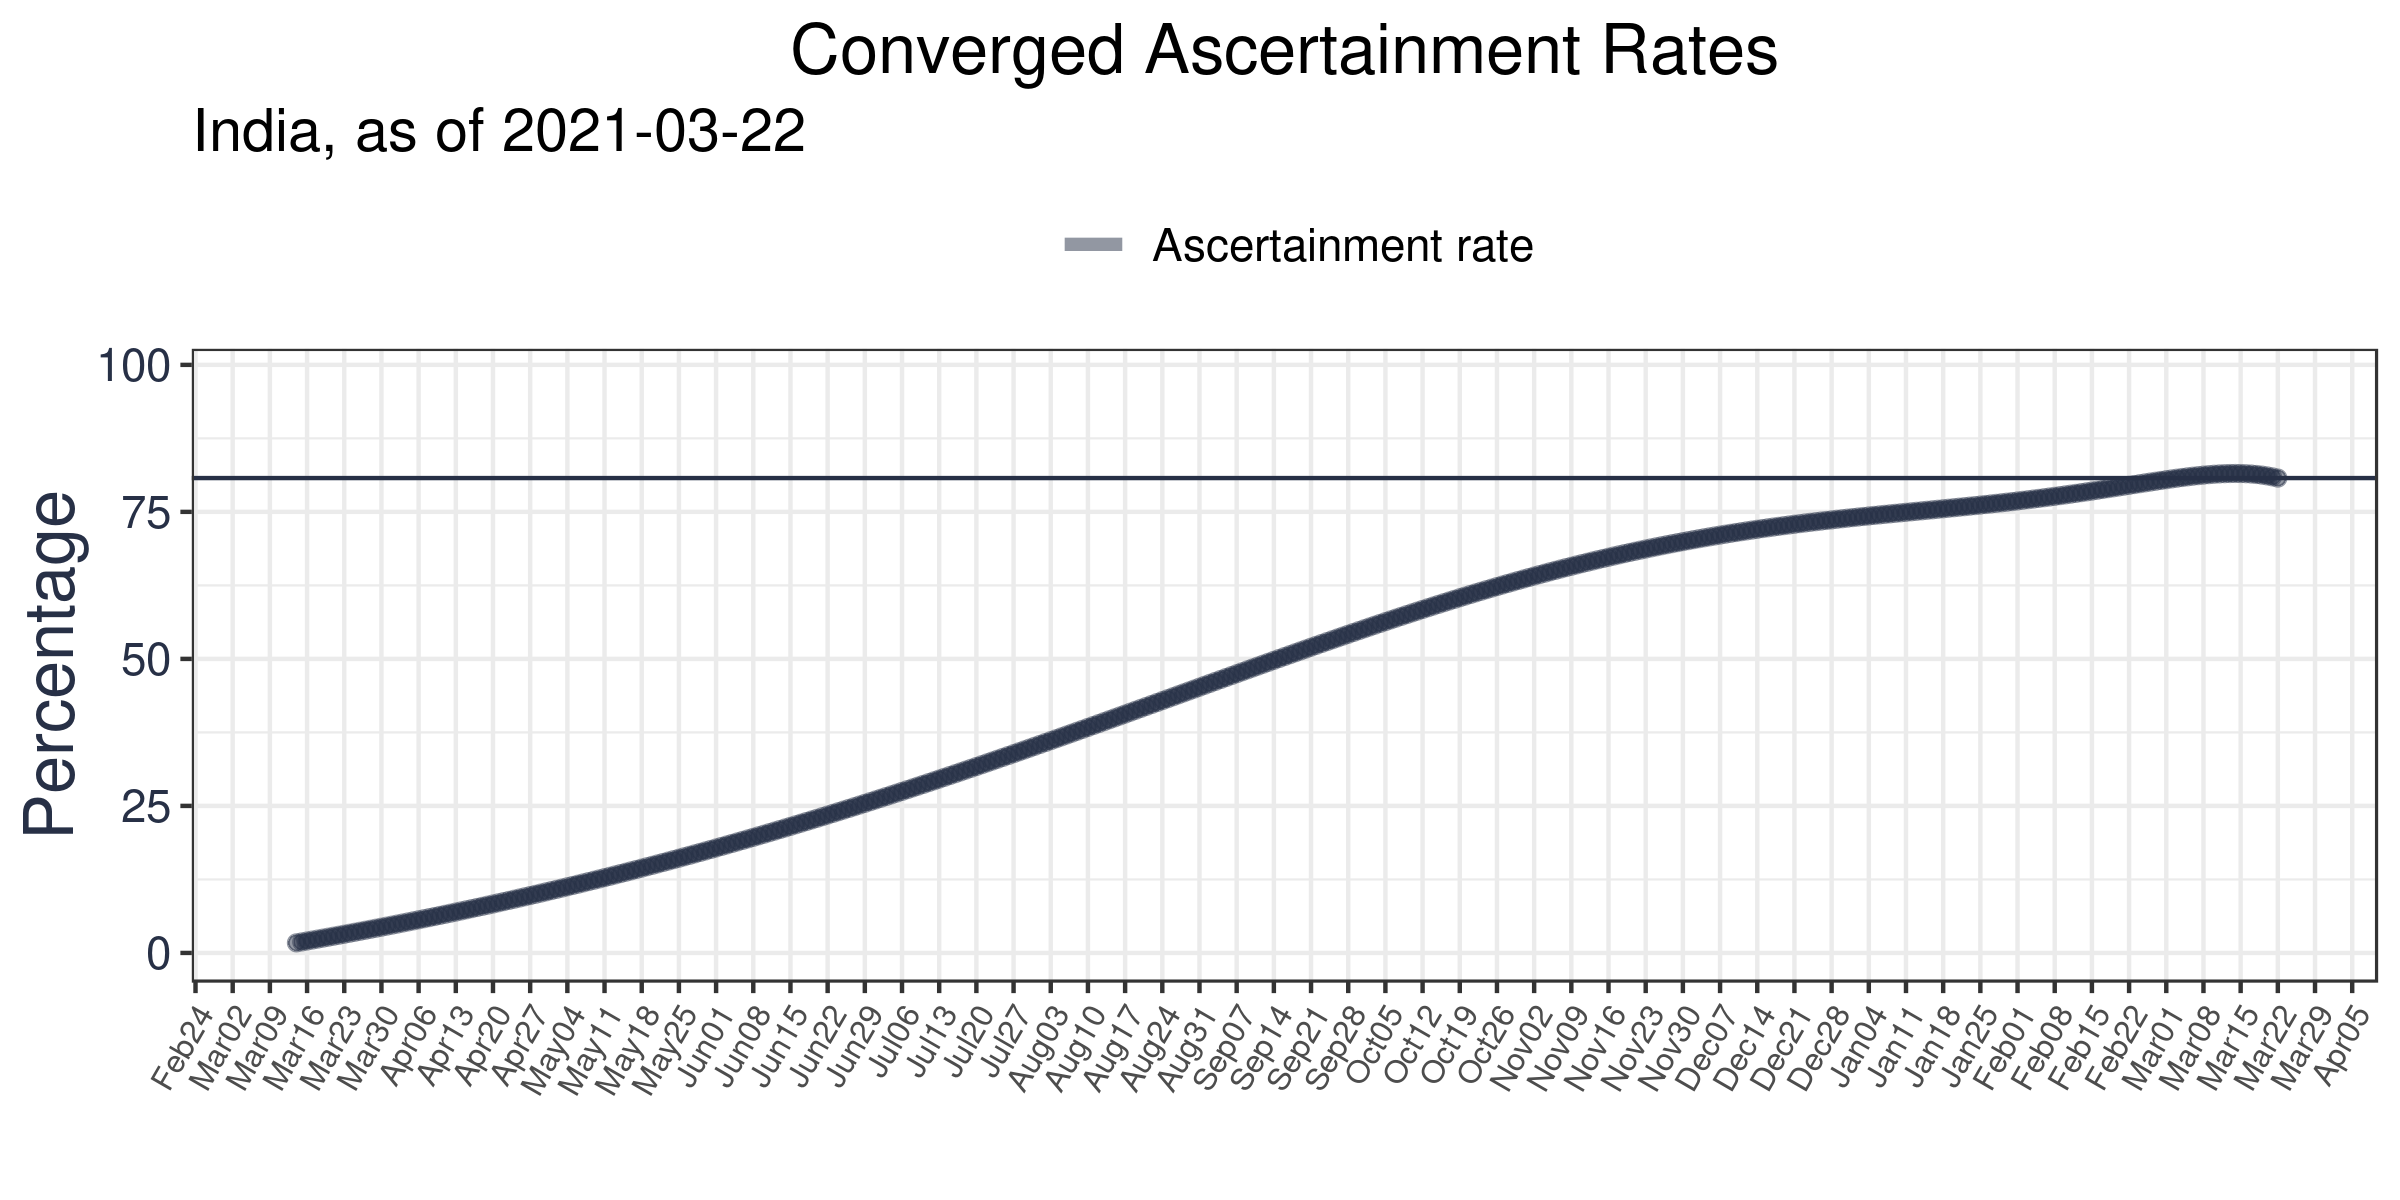 Converged Ascertainment Rates
India, as of 2021-03-22
Ascertainment rate
Percentage
100
75
50
25
0
Feb24 Mar02 Mar09 Mar16 Mar23 Mar30 Apr06 Apr13 Apr20 Apr27 May04 May11 May18 May25 Jun01 Jun08 Jun15 Jun22 Jun29 Jul06 Jul13 Jul20 Jul27 Aug03 Aug10 Aug17 Aug24 Aug31 Sep07 Sep14 Sep21 Sep28 Oct05 Oct12 Oct19 Oct26 Nov02 Nov09 Nov16 Nov23 Nov30 Dec07 Dec14 Dec21 Dec28 Jan04 Jan11 Jan18 Jan25 Feb01 Feb08 Feb15 Feb22 Mar01 Mar08 Mar15 Mar22 Mar29 Apr05